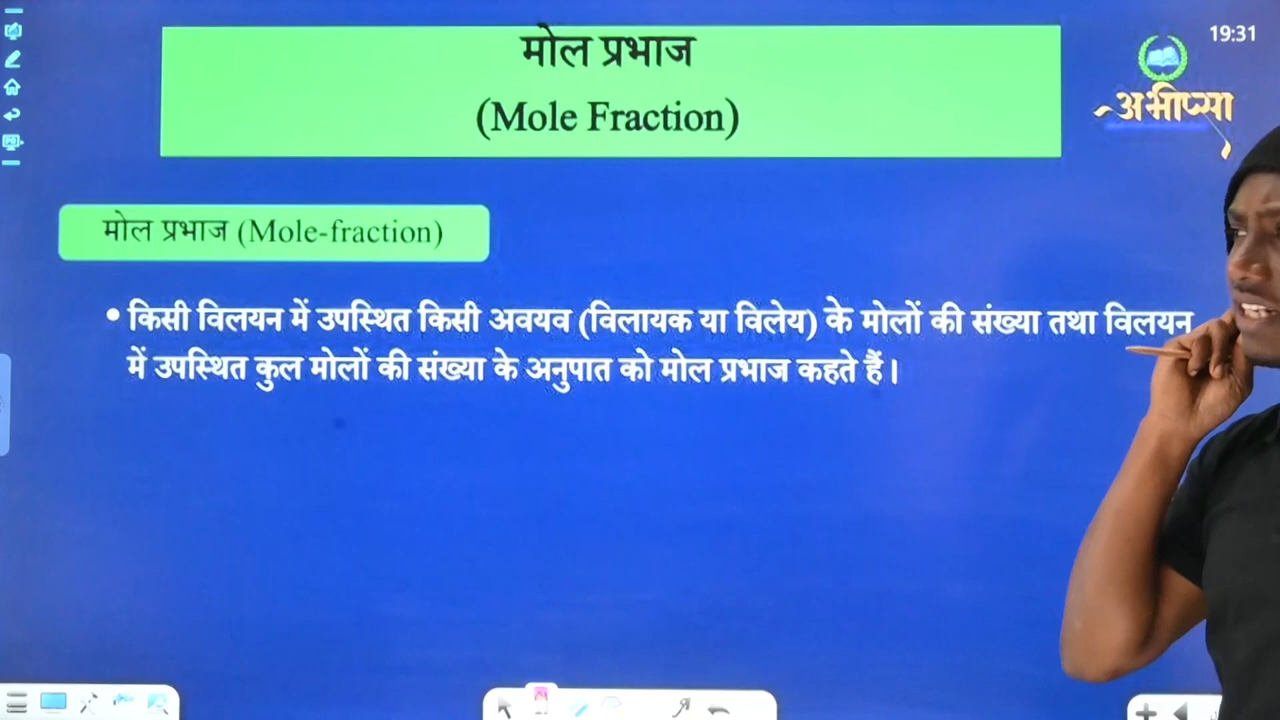 मोल प्रभाज
(Mole Fraction)
19:31
अभीप्सा
मोल प्रभाज (Mole-fraction)
• किसी विलयन में उपस्थित किसी अवयव (विलायक या विलेय) के मोलों की संख्या तथा विलयन
में उपस्थित कुल मोलों की संख्या के अनुपात को मोल प्रभाज कहते हैं।